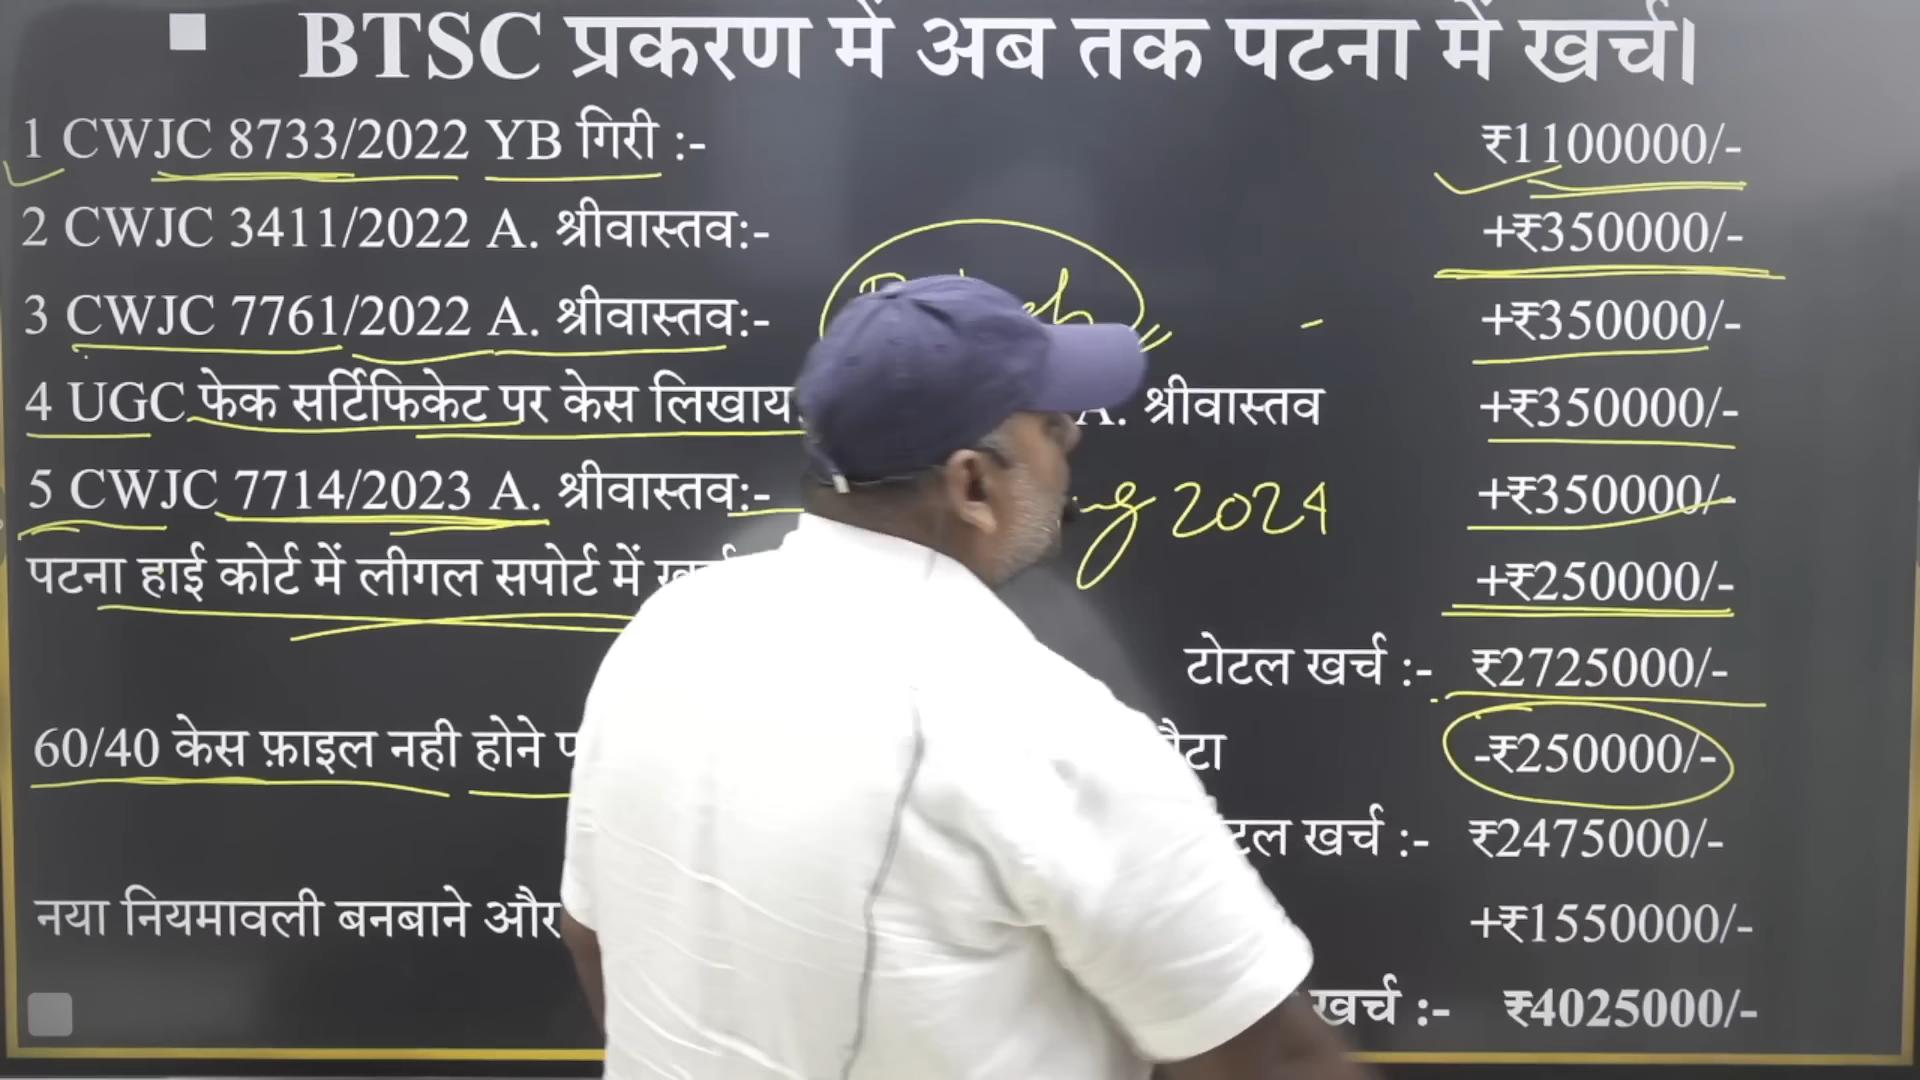 ▪ BTSC प्रकरण में अब तक पटना में खर्च।
1 CWJC 8733/2022 YB गिरी :- ₹1100000/-
2 CWJC 3411/2022 A. श्रीवास्तव:- +₹350000/-
3 CWJC 7761/2022 A. श्रीवास्तव:- - +₹350000/-
4 UGC फेक सर्टिफिकेट पर केस लिखाय A. श्रीवास्तव +₹350000/-
5 CWJC 7714/2023 A. श्रीवास्तव:- 2024 +₹350000/-
पटना हाई कोर्ट में लीगल सपोर्ट में +₹250000/-
टोटल खर्च :- ₹2725000/-
60/40 केस फ़ाइल नही होने -₹250000/-
खर्च :- ₹2475000/-
नया नियमावली बनबाने और +₹1550000/-
खर्च :- ₹4025000/-